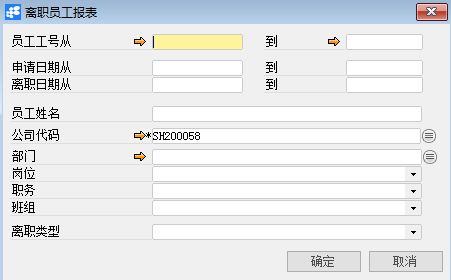 离职员工报表
员工工号从 到
申请日期从 到
离职日期从 到
员工姓名
公司代码 *SH200058
部门
岗位
职务
班组
离职类型
确定 取消